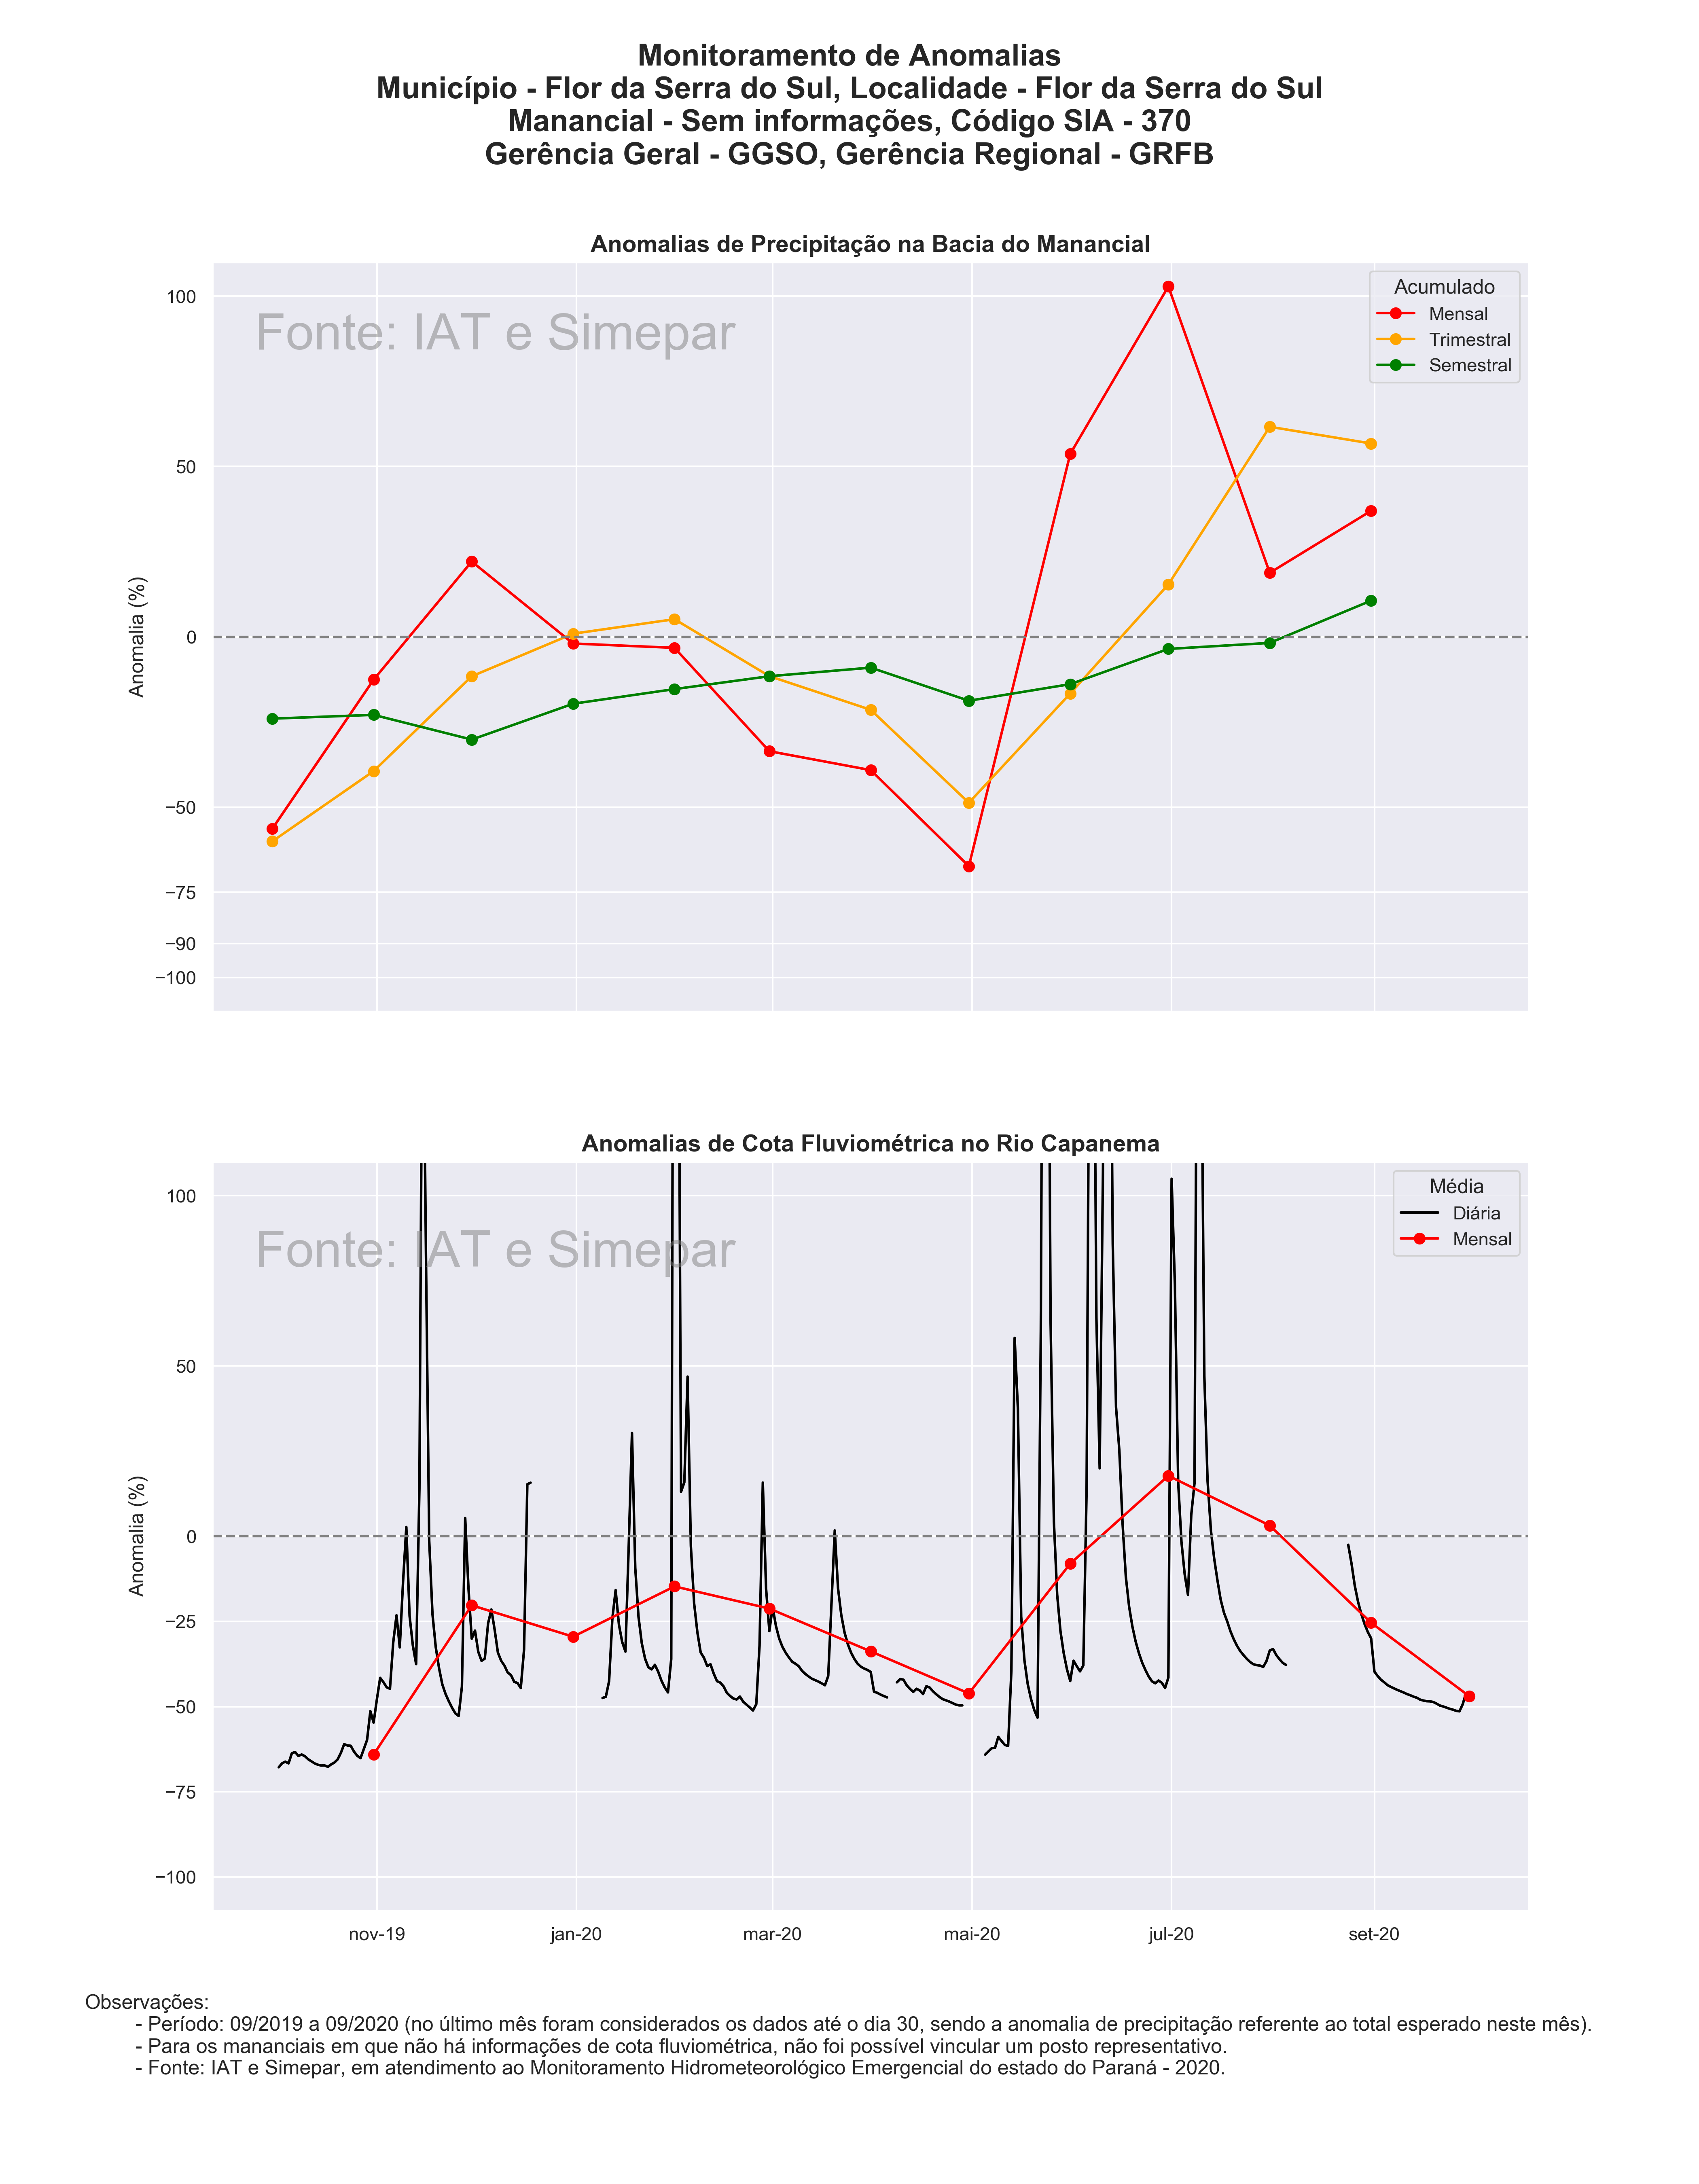 Monitoramento de Anomalias
Município - Flor da Serra do Sul, Localidade - Flor da Serra do Sul
Manancial - Sem informações, Código SIA - 370
Gerência Geral - GGSO, Gerência Regional - GRFB
Anomalias de Precipitação na Bacia do Manancial
Fonte: IAT e Simepar
Acumulado
Mensal
Trimestral
Semestral
Anomalia (%)
100
50
0
−50
−75
−90
−100
Anomalias de Cota Fluviométrica no Rio Capanema
Fonte: IAT e Simepar
Média
Diária
Mensal
Anomalia (%)
100
50
0
−25
−50
−75
−100
nov-19 jan-20 mar-20 mai-20 jul-20 set-20
Observações:
- Período: 09/2019 a 09/2020 (no último mês foram considerados os dados até o dia 30, sendo a anomalia de precipitação referente ao total esperado neste mês).
- Para os mananciais em que não há informações de cota fluviométrica, não foi possível vincular um posto representativo.
- Fonte: IAT e Simepar, em atendimento ao Monitoramento Hidrometeorológico Emergencial do estado do Paraná - 2020.